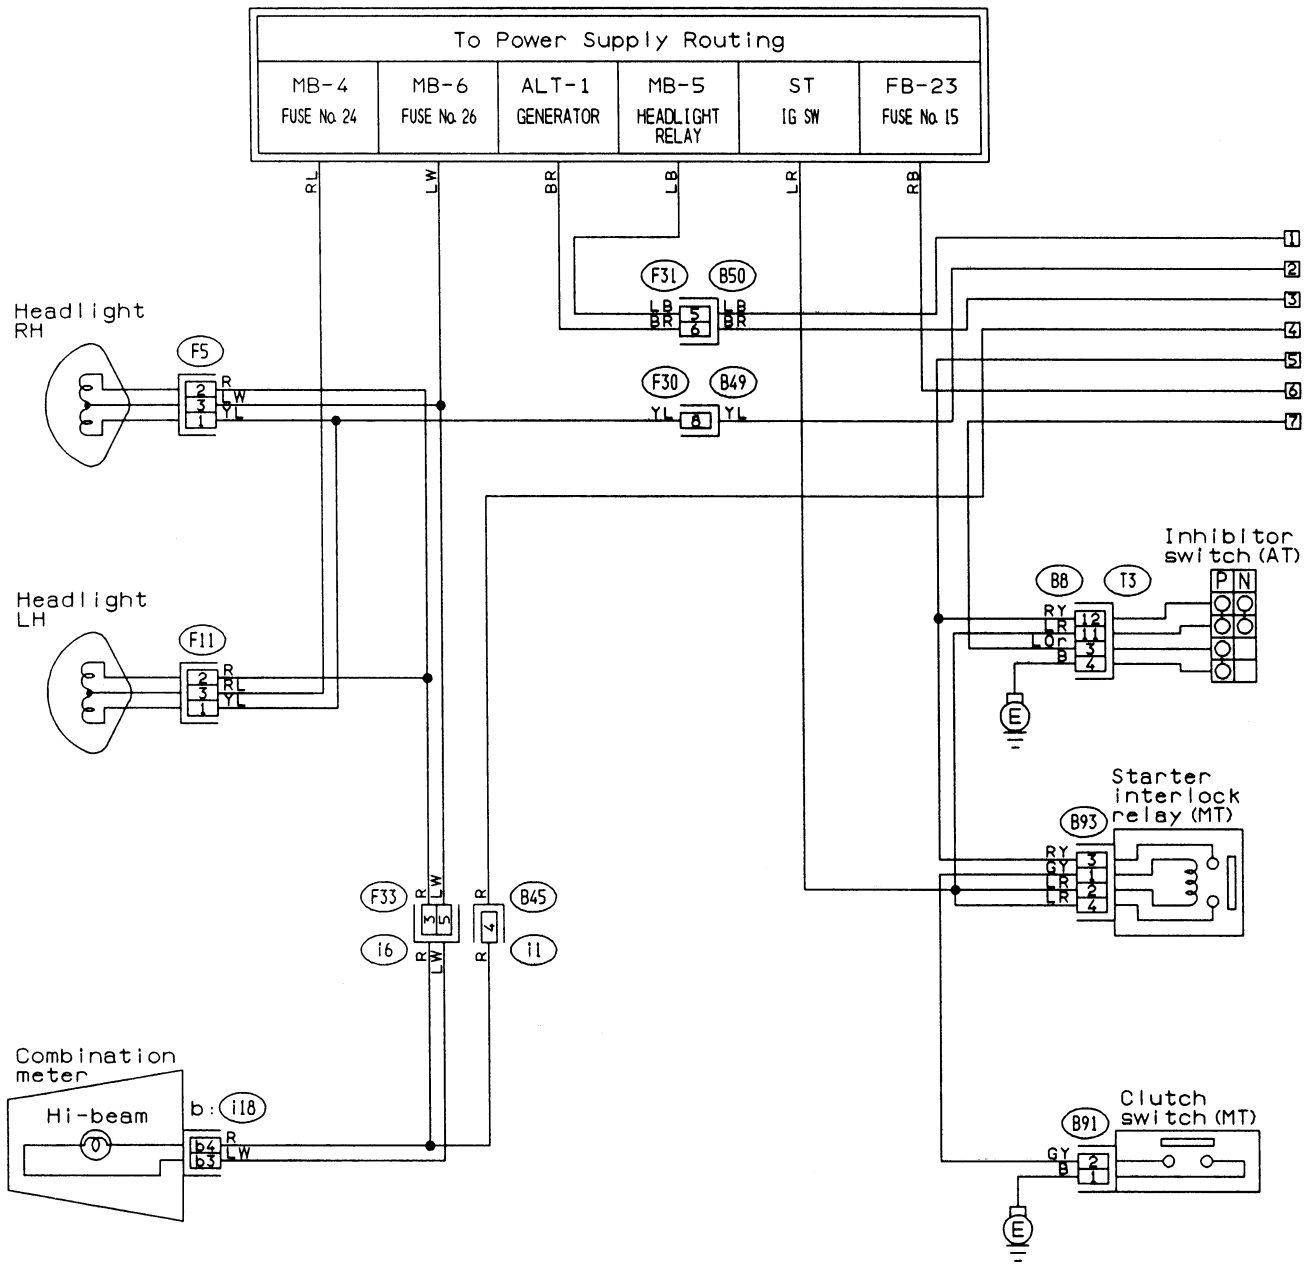 To Power Supply Routing
MB-4 MB-6 ALT-1 MB-5 ST FB-23
FUSE No. 24 FUSE No. 26 GENERATOR HEADLIGHT RELAY IG SW FUSE No. 15
RL LW BR LB LR RB
1
2
3
4
5
6
7
F31 B50
LB 5 LB
BR 6 BR
F30 B49
YL 8 YL
Headlight
RH
F5
2 R
3 LW
1 YL
Headlight
LH
F11
2 R
3 RL
1 YL
Inhibitor
switch (AT)
P N
B8 T3
RY 12
LR 11
LOr 3
B 4
E
Starter
interlock
relay (MT)
B93
RY 3
GY 1
LR 2
LR 4
R LW R
F33 3 5 4 B45
i6 i1
R LW R
Combination
meter
Hi-beam
b: i18
b4 R
b3 LW
Clutch
switch (MT)
B91
GY 2
B 1
E